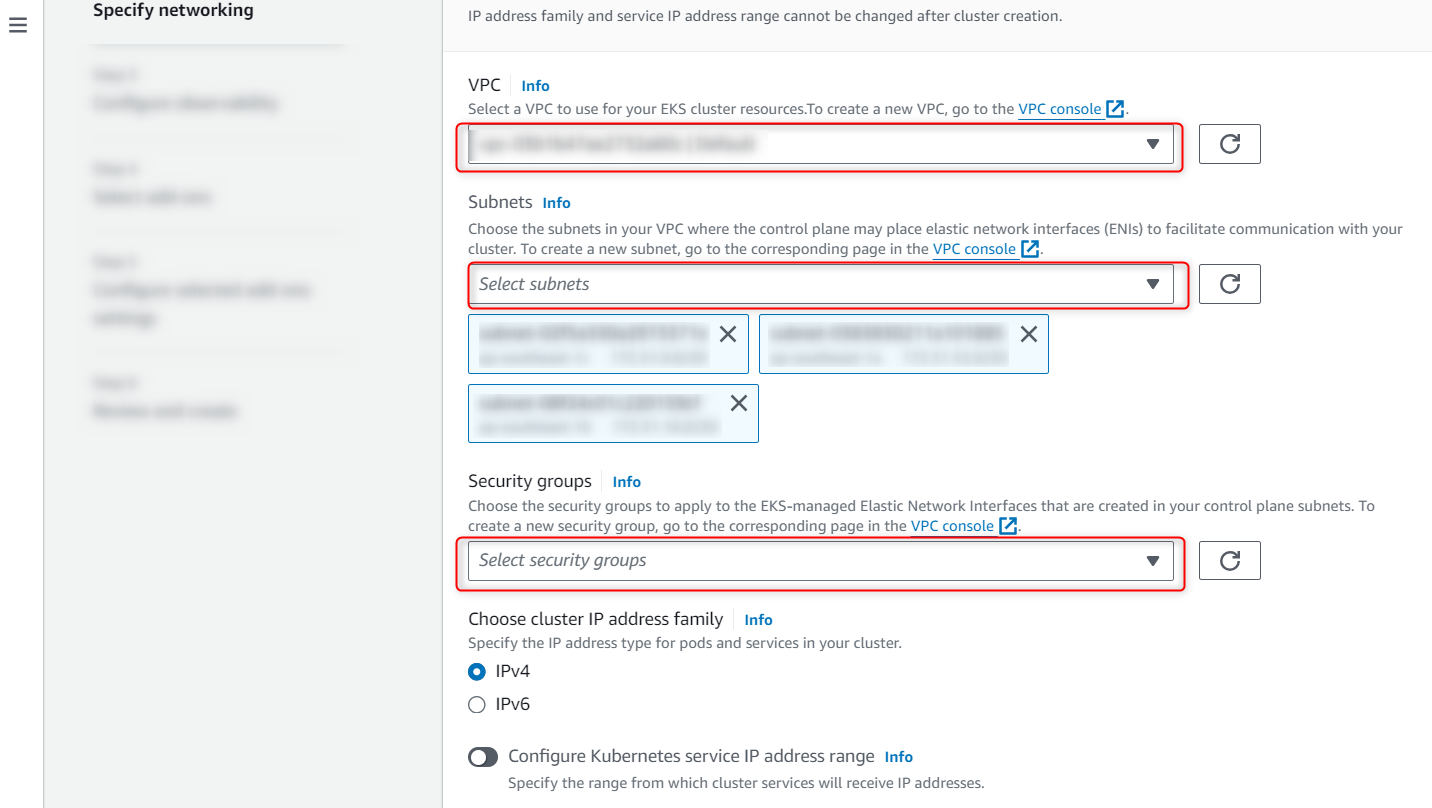 Specify networking
IP address family and service IP address range cannot be changed after cluster creation.
VPC Info
Select a VPC to use for your EKS cluster resources.To create a new VPC, go to the VPC console.
Subnets Info
Choose the subnets in your VPC where the control plane may place elastic network interfaces (ENIs) to facilitate communication with your
cluster. To create a new subnet, go to the corresponding page in the VPC console.
Select subnets
Security groups Info
Choose the security groups to apply to the EKS-managed Elastic Network Interfaces that are created in your control plane subnets. To
create a new security group, go to the corresponding page in the VPC console.
Select security groups
Choose cluster IP address family Info
Specify the IP address type for pods and services in your cluster.
IPv4
IPv6
Configure Kubernetes service IP address range Info
Specify the range from which cluster services will receive IP addresses.